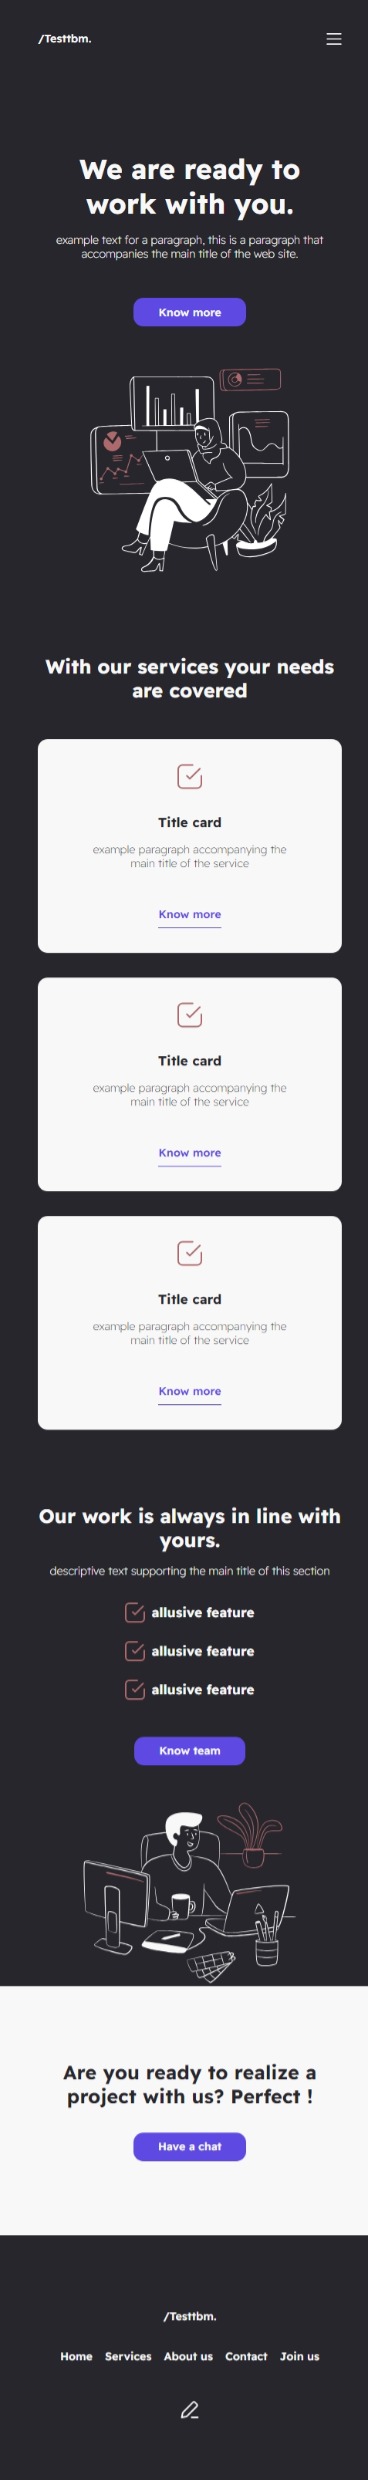 /Testtbm.
We are ready to
work with you.
example text for a paragraph, this is a paragraph that
accompanies the main title of the web site.
Know more
With our services your needs
are covered
Title card
example paragraph accompanying the
main title of the service
Know more
Title card
example paragraph accompanying the
main title of the service
Know more
Title card
example paragraph accompanying the
main title of the service
Know more
Our work is always in line with
yours.
descriptive text supporting the main title of this section
allusive feature
allusive feature
allusive feature
Know team
Are you ready to realize a
project with us? Perfect !
Have a chat
/Testtbm.
Home Services About us Contact Join us